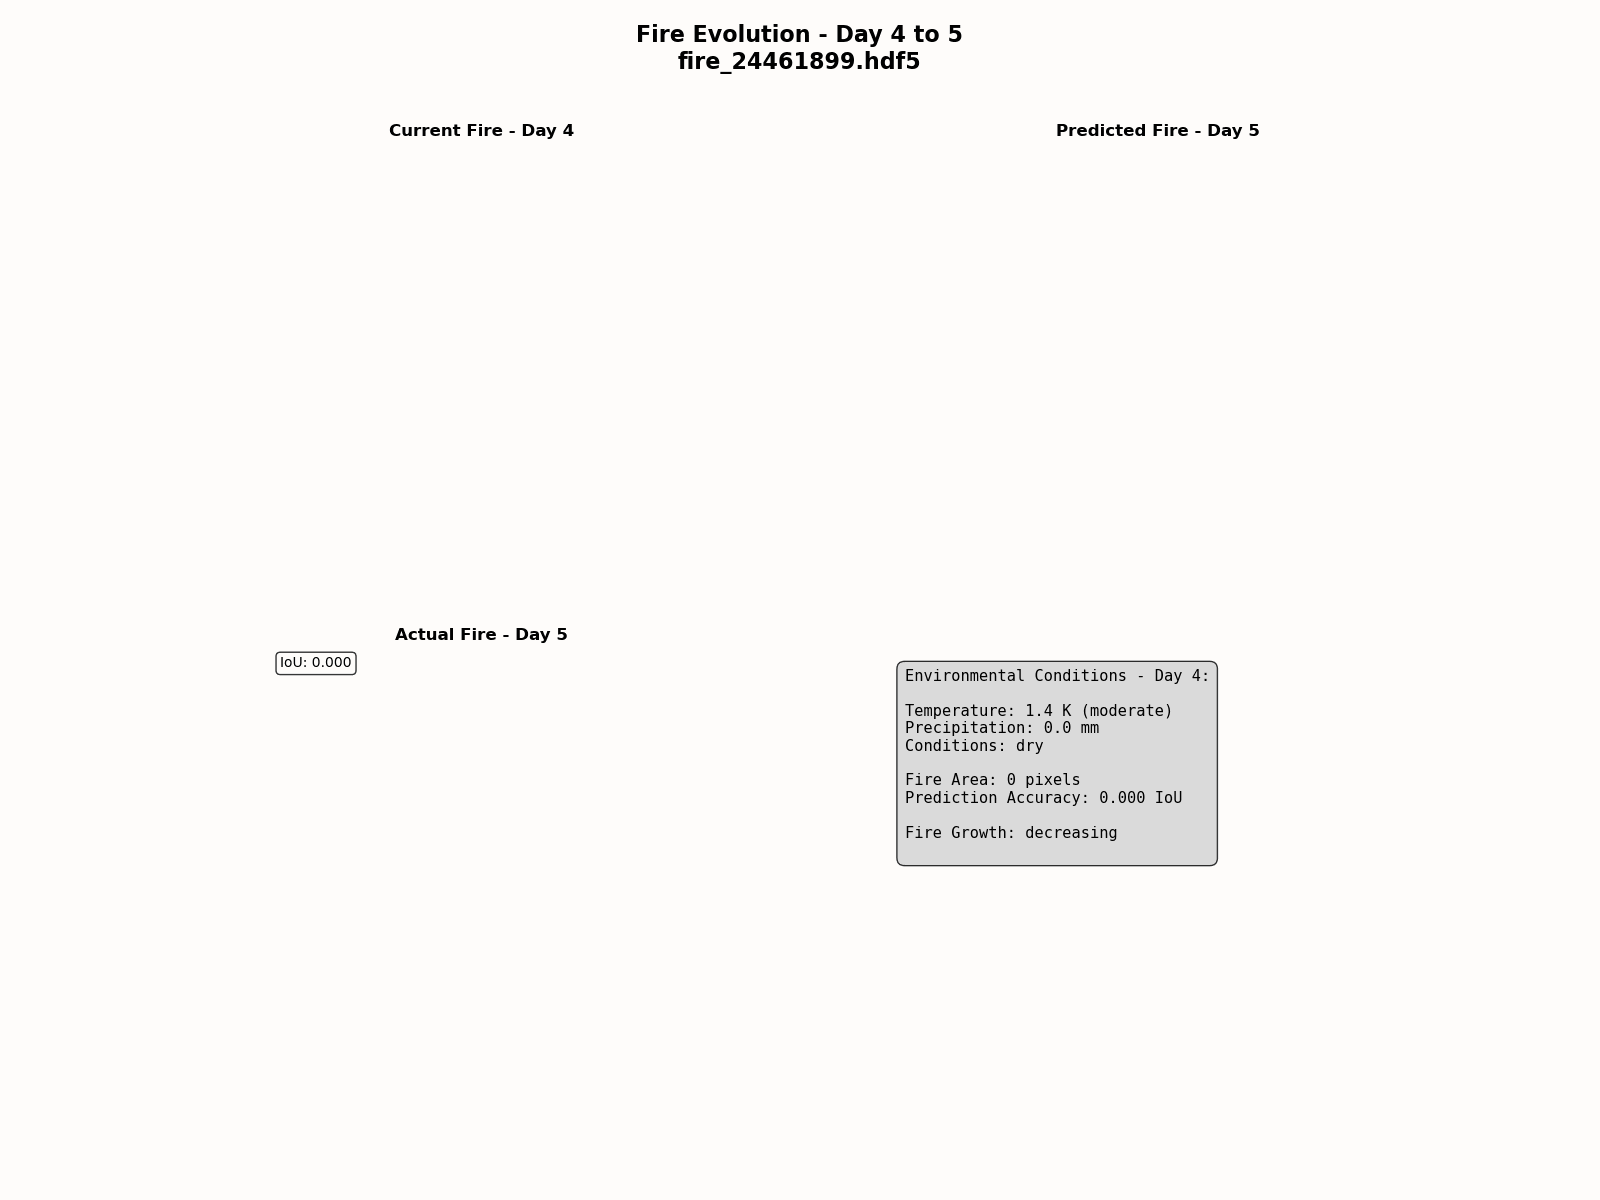 Fire Evolution - Day 4 to 5
fire_24461899.hdf5
Current Fire - Day 4
Predicted Fire - Day 5
Actual Fire - Day 5
IoU: 0.000
Environmental Conditions - Day 4:
Temperature: 1.4 K (moderate)
Precipitation: 0.0 mm
Conditions: dry
Fire Area: 0 pixels
Prediction Accuracy: 0.000 IoU
Fire Growth: decreasing